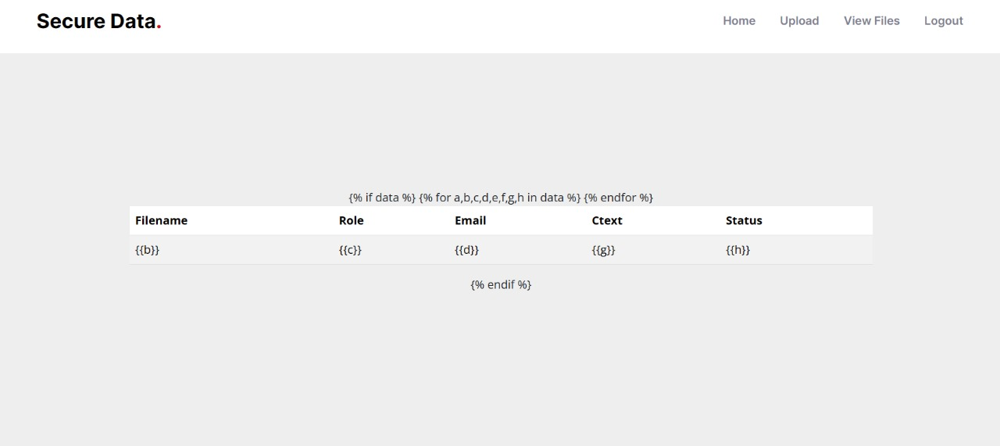 Secure Data.
Home Upload View Files Logout
{% if data %} {% for a,b,c,d,e,f,g,h in data %} {% endfor %}
Filename Role Email Ctext Status
{{b}} {{c}} {{d}} {{g}} {{h}}
{% endif %}